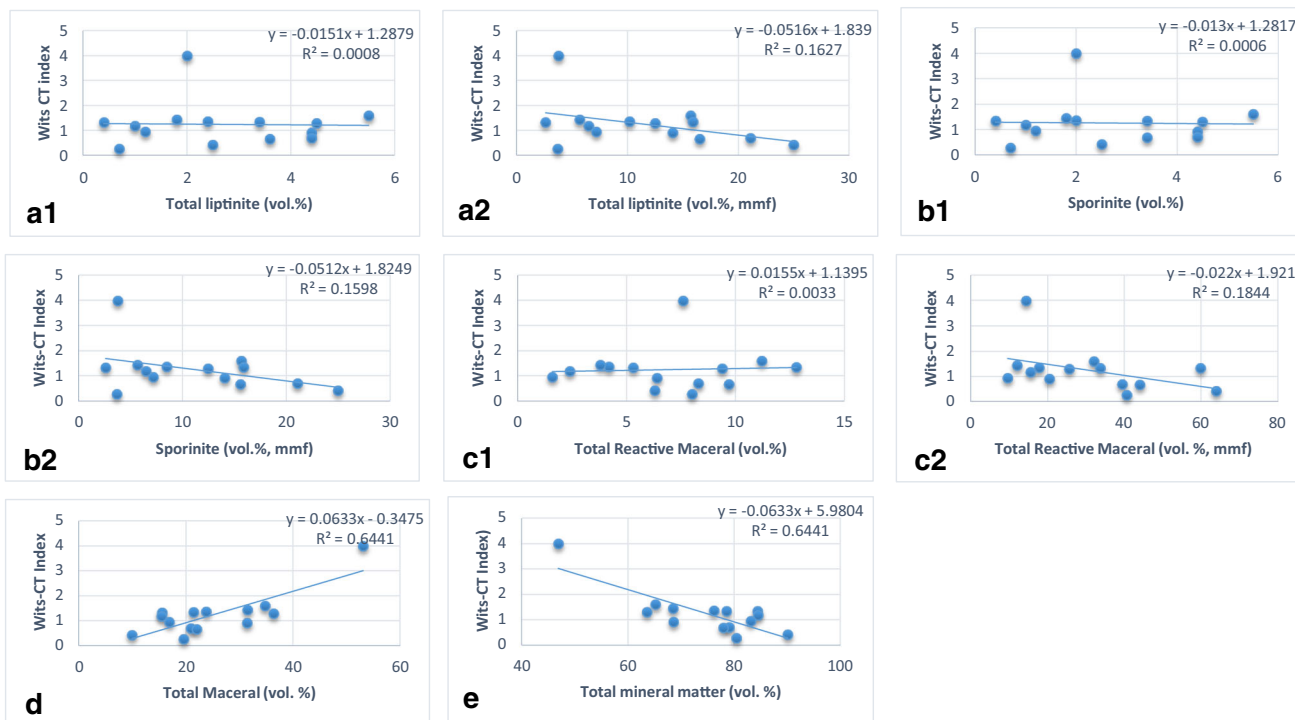 y = -0.0151x + 1.2879
R² = 0.0008
Wits CT index
5
4
3
2
1
0
0 2 4 6
Total liptinite (vol.%)
a1
y = -0.0516x + 1.839
R² = 0.1627
Wits-CT Index
5
4
3
2
1
0
0 10 20 30
Total liptinite (vol.%, mmf)
a2
y = -0.013x + 1.2817
R² = 0.0006
Wits-CT Index
5
4
3
2
1
0
0 2 4 6
Sporinite (vol.%)
b1
y = -0.0512x + 1.8249
R² = 0.1598
Wits-CT Index
5
4
3
2
1
0
0 10 20 30
Sporinite (vol.%, mmf)
b2
y = 0.0155x + 1.1395
R² = 0.0033
Wits-CT Index
5
4
3
2
1
0
0 5 10 15
Total Reactive Maceral (vol.%)
c1
y = -0.022x + 1.921
R² = 0.1844
Wits-CT Index
5
4
3
2
1
0
0 20 40 60 80
Total Reactive Maceral (vol. %, mmf)
c2
y = 0.0633x - 0.3475
R² = 0.6441
Wits-CT Index
5
4
3
2
1
0
0 20 40 60
Total Maceral (vol. %)
d
y = -0.0633x + 5.9804
R² = 0.6441
Wits-CT Index)
5
4
3
2
1
0
40 60 80 100
Total mineral matter (vol. %)
e